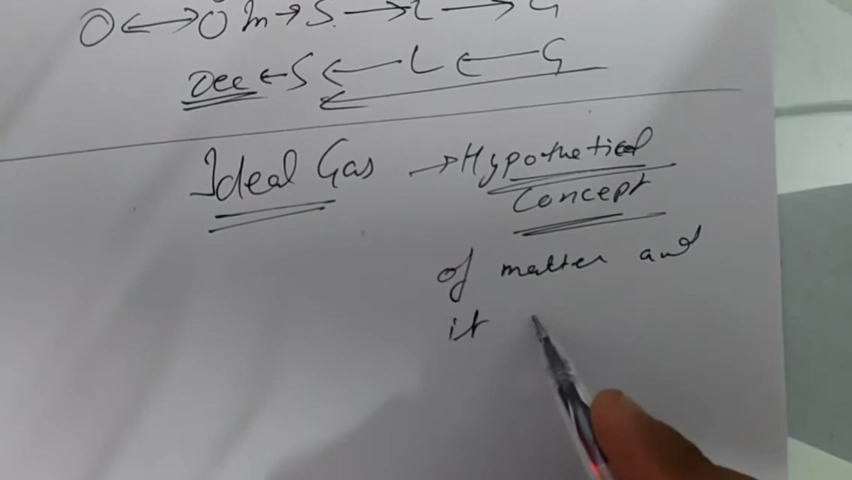 O ↔ O m → S → L → G
Dec ← S ← L ← G
Ideal Gas → Hypothetical
Concept
of matter and
it